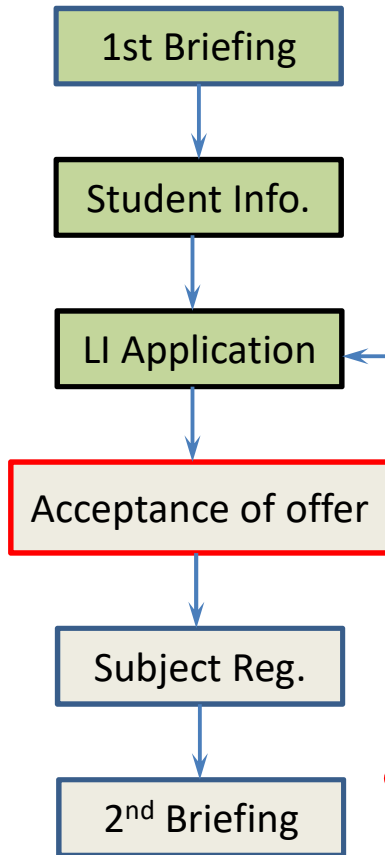 1st Briefing
Student Info.
LI Application
Acceptance of offer
Subject Reg.
2nd Briefing